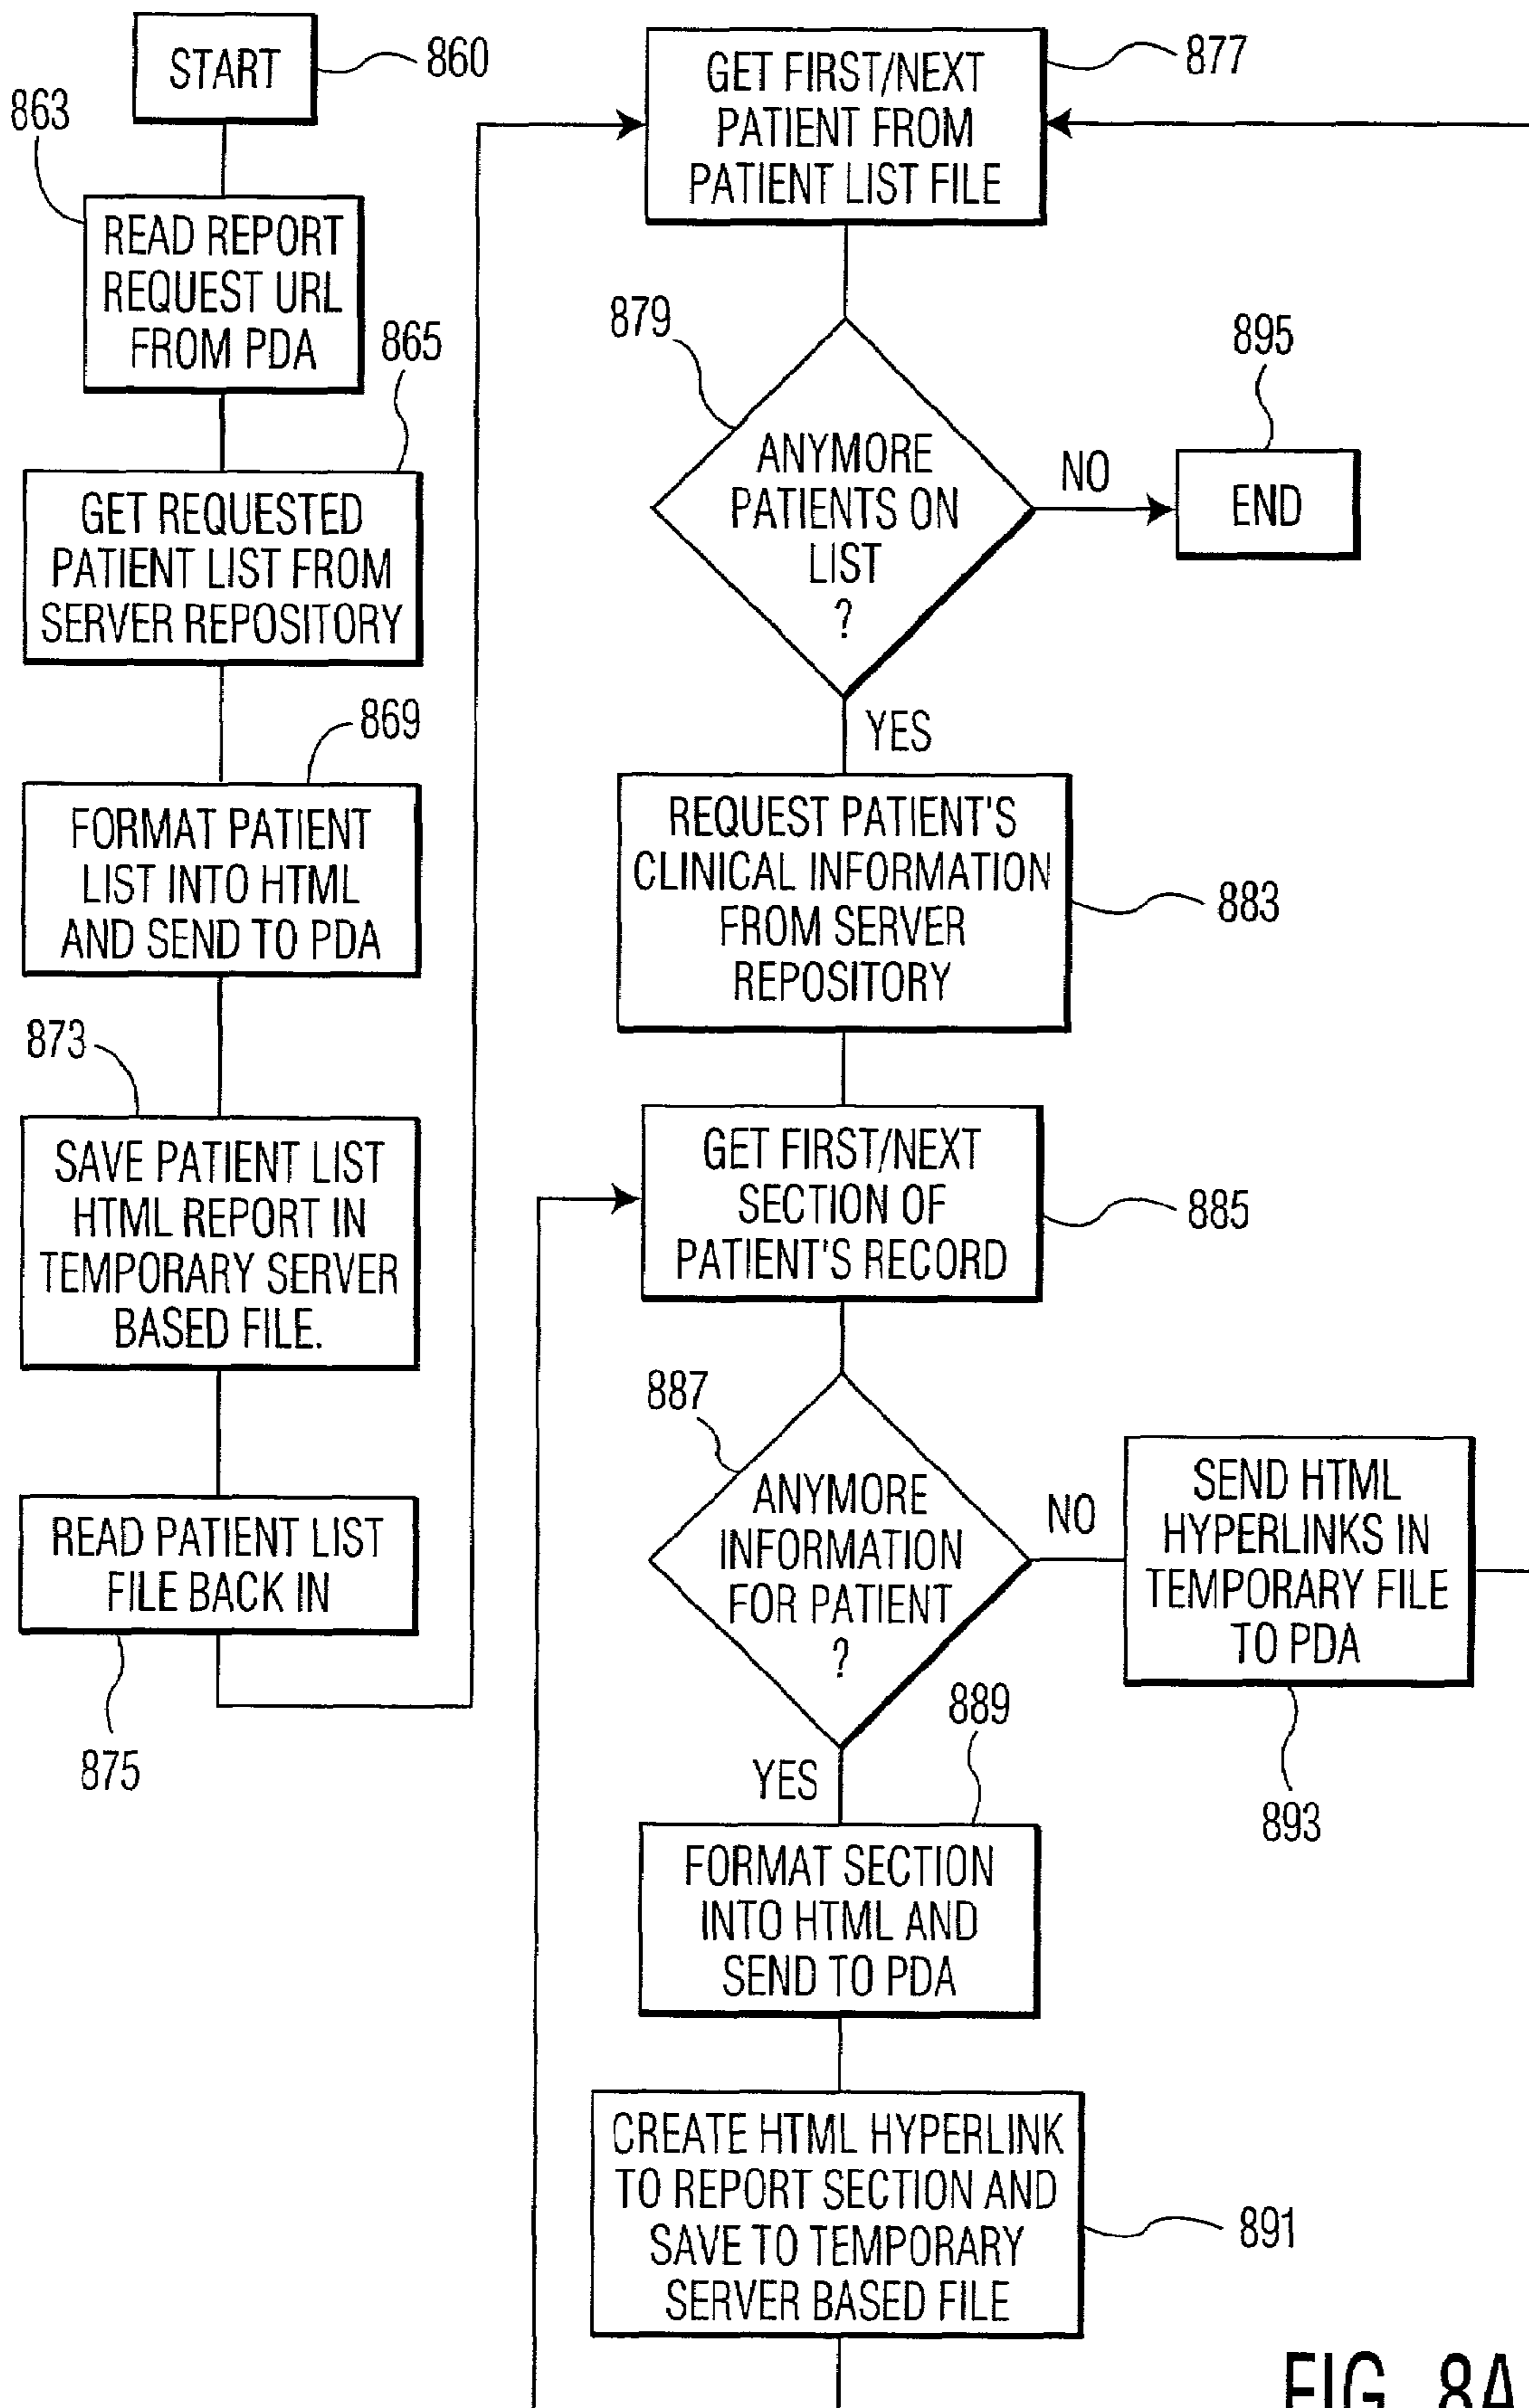 START
860
863
READ REPORT
REQUEST URL
FROM PDA
865
GET REQUESTED
PATIENT LIST FROM
SERVER REPOSITORY
869
FORMAT PATIENT
LIST INTO HTML
AND SEND TO PDA
873
SAVE PATIENT LIST
HTML REPORT IN
TEMPORARY SERVER
BASED FILE.
READ PATIENT LIST
FILE BACK IN
875
GET FIRST/NEXT
PATIENT FROM
PATIENT LIST FILE
877
879
ANYMORE
PATIENTS ON
LIST
?
NO
895
END
YES
REQUEST PATIENT'S
CLINICAL INFORMATION
FROM SERVER
REPOSITORY
883
GET FIRST/NEXT
SECTION OF
PATIENT'S RECORD
885
887
ANYMORE
INFORMATION
FOR PATIENT
?
NO
SEND HTML
HYPERLINKS IN
TEMPORARY FILE
TO PDA
893
YES
889
FORMAT SECTION
INTO HTML AND
SEND TO PDA
CREATE HTML HYPERLINK
TO REPORT SECTION AND
SAVE TO TEMPORARY
SERVER BASED FILE
891
FIG. 8A